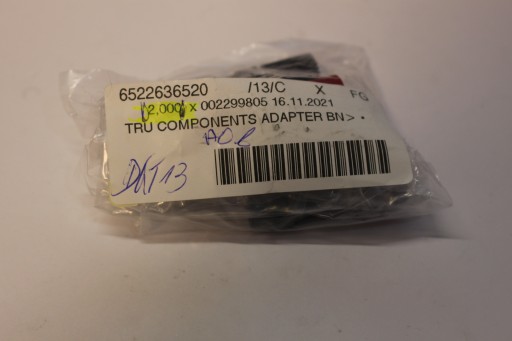 6522636520 /13/C X FG
2,000 x 002299805 16.11.2021
TRU COMPONENTS ADAPTER BN> •